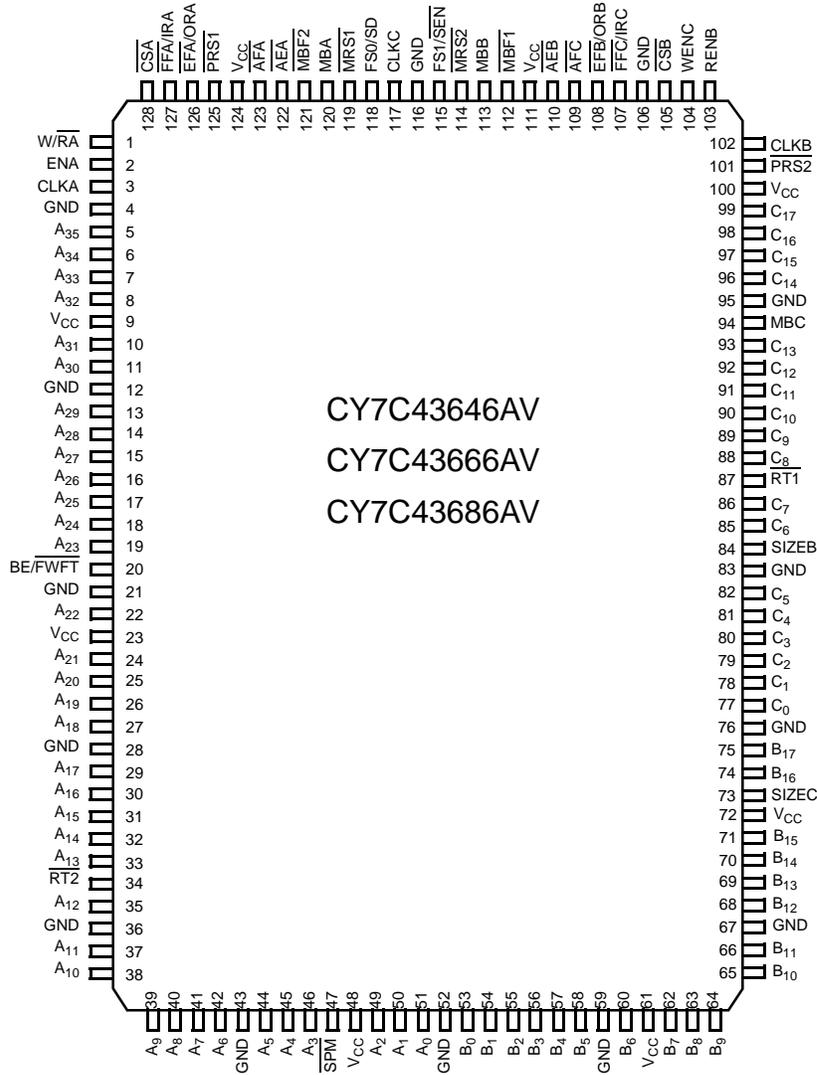 CSA
FFA/IRA
EFA/ORA
PRS1
VCC
AFA
AEA
MBF2
MBA
MRS1
FS0/SD
CLKC
GND
FS1/SEN
MRS2
MBB
MBF1
VCC
AEB
AFC
EFB/ORB
FFC/IRC
GND
CSB
WENC
RENB
128
127
126
125
124
123
122
121
120
119
118
117
116
115
114
113
112
111
110
109
108
107
106
105
104
103
W/RA 1
ENA 2
CLKA 3
GND 4
A35 5
A34 6
A33 7
A32 8
VCC 9
A31 10
A30 11
GND 12
A29 13
A28 14
A27 15
A26 16
A25 17
A24 18
A23 19
BE/FWFT 20
GND 21
A22 22
VCC 23
A21 24
A20 25
A19 26
A18 27
GND 28
A17 29
A16 30
A15 31
A14 32
A13 33
RT2 34
A12 35
GND 36
A11 37
A10 38
CY7C43646AV
CY7C43666AV
CY7C43686AV
102 CLKB
101 PRS2
100 VCC
99 C17
98 C16
97 C15
96 C14
95 GND
94 MBC
93 C13
92 C12
91 C11
90 C10
89 C9
88 C8
87 RT1
86 C7
85 C6
84 SIZEB
83 GND
82 C5
81 C4
80 C3
79 C2
78 C1
77 C0
76 GND
75 B17
74 B16
73 SIZEC
72 VCC
71 B15
70 B14
69 B13
68 B12
67 GND
66 B11
65 B10
39
40
41
42
43
44
45
46
47
48
49
50
51
52
53
54
55
56
57
58
59
60
61
62
63
64
A9
A8
A7
A6
GND
A5
A4
A3
SPM
VCC
A2
A1
A0
GND
B0
B1
B2
B3
B4
B5
GND
B6
VCC
B7
B8
B9